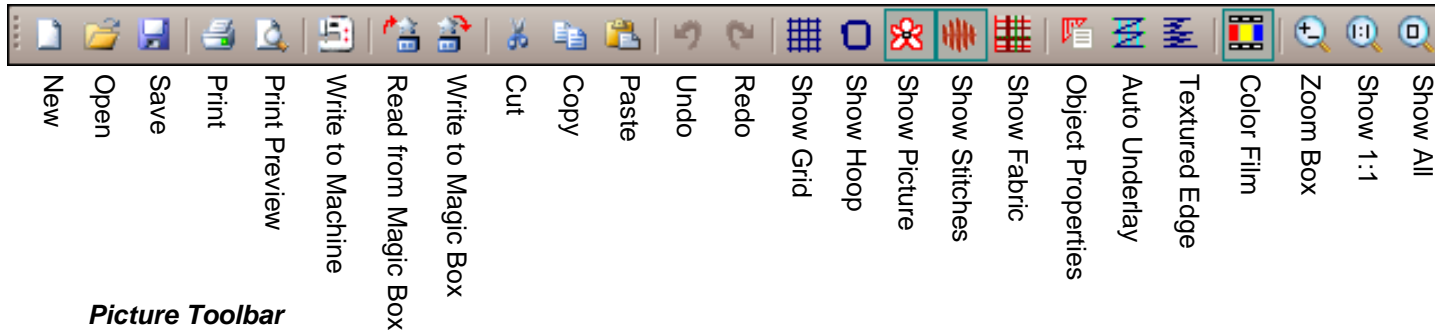 New
Open
Save
Print
Print Preview
Write to Machine
Read from Magic Box
Write to Magic Box
Cut
Copy
Paste
Undo
Redo
Show Grid
Show Hoop
Show Picture
Show Stitches
Show Fabric
Object Properties
Auto Underlay
Textured Edge
Color Film
Zoom Box
Show 1:1
Show All
Picture Toolbar